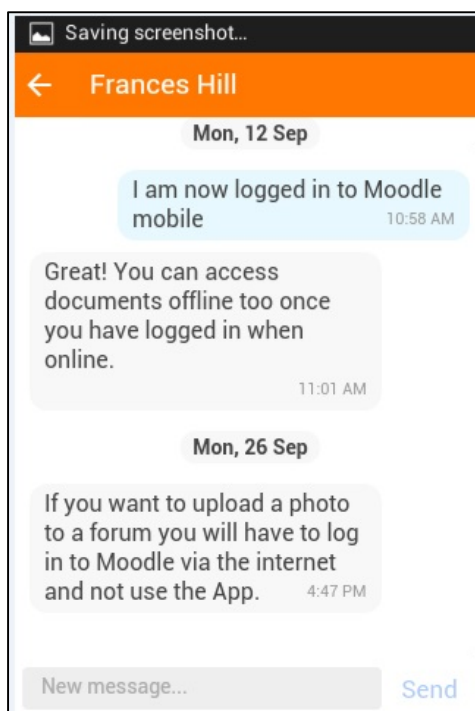 Saving screenshot...
Frances Hill
Mon, 12 Sep
I am now logged in to Moodle
mobile
10:58 AM
Great! You can access
documents offline too once
you have logged in when
online.
11:01 AM
Mon, 26 Sep
If you want to upload a photo
to a forum you will have to log
in to Moodle via the internet
and not use the App.
4:47 PM
New message...
Send